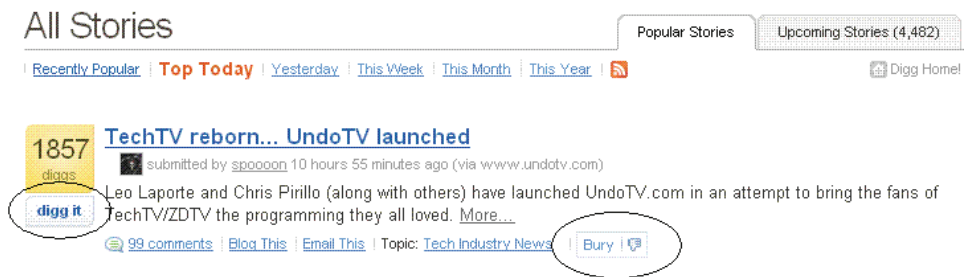 All Stories
Popular Stories
Upcoming Stories (4,482)
Recently Popular Top Today Yesterday This Week This Month This Year
Digg Home!
1857
diggs
digg it
TechTV reborn... UndoTV launched
submitted by spoooon 10 hours 55 minutes ago (via www.undotv.com)
Leo Laporte and Chris Pirillo (along with others) have launched UndoTV.com in an attempt to bring the fans of
TechTV/ZDTV the programming they all loved. More...
99 comments Blog This Email This Topic: Tech Industry News Bury